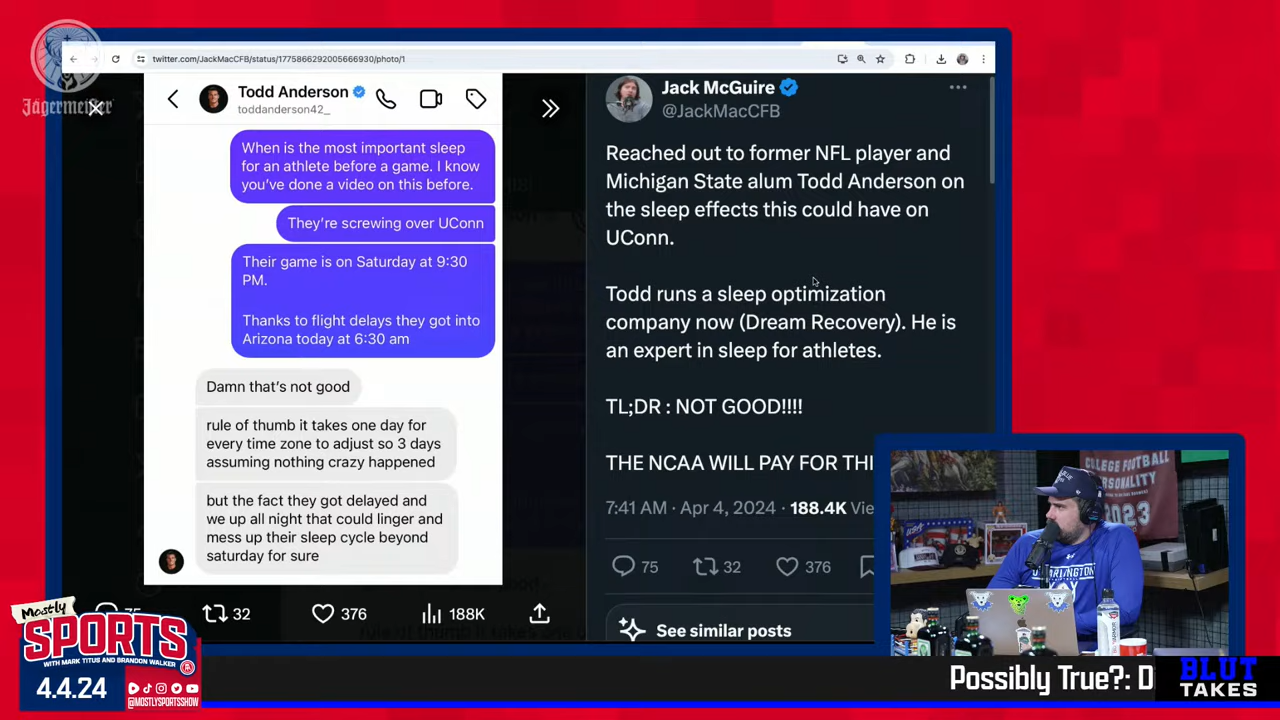 Jägermeister
twitter.com/JackMacCFB/status/1775866292005666930/photo/1
Todd Anderson
toddanderson42_
When is the most important sleep
for an athlete before a game. I know
you've done a video on this before.
They're screwing over UConn
Their game is on Saturday at 9:30
PM.
Thanks to flight delays they got into
Arizona today at 6:30 am
Damn that's not good
rule of thumb it takes one day for
every time zone to adjust so 3 days
assuming nothing crazy happened
but the fact they got delayed and
we up all night that could linger and
mess up their sleep cycle beyond
saturday for sure
32
376
188K
Jack McGuire
@JackMacCFB
Reached out to former NFL player and
Michigan State alum Todd Anderson on
the sleep effects this could have on
UConn.
Todd runs a sleep optimization
company now (Dream Recovery). He is
an expert in sleep for athletes.
TL;DR : NOT GOOD!!!!
THE NCAA WILL PAY FOR THI
7:41 AM · Apr 4, 2024 · 188.4K Vie
75
32
376
See similar posts
COLLEGE FOOTBALL
PERSONALITY
2023
Mostly
SPORTS
WITH MARK TITUS AND BRANDON WALKER
4.4.24
@MOSTLYSPORTSSHOW
Possibly True?: D
BLUT
TAKES